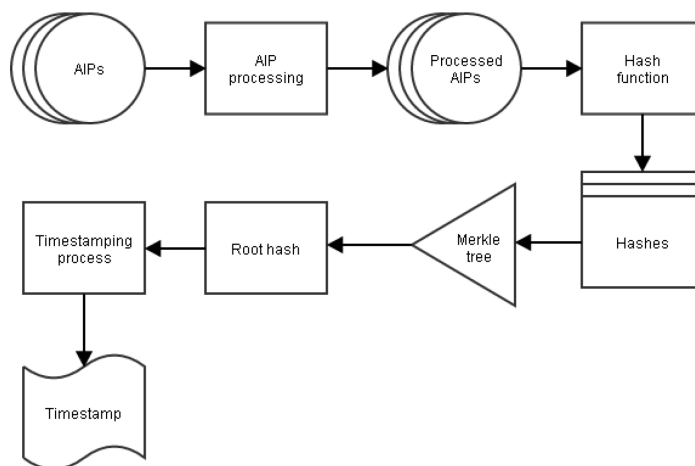 AIPs
AIP
processing
Processed
AIPs
Hash
function
Timestamping
process
Root hash
Merkle
tree
Hashes
Timestamp